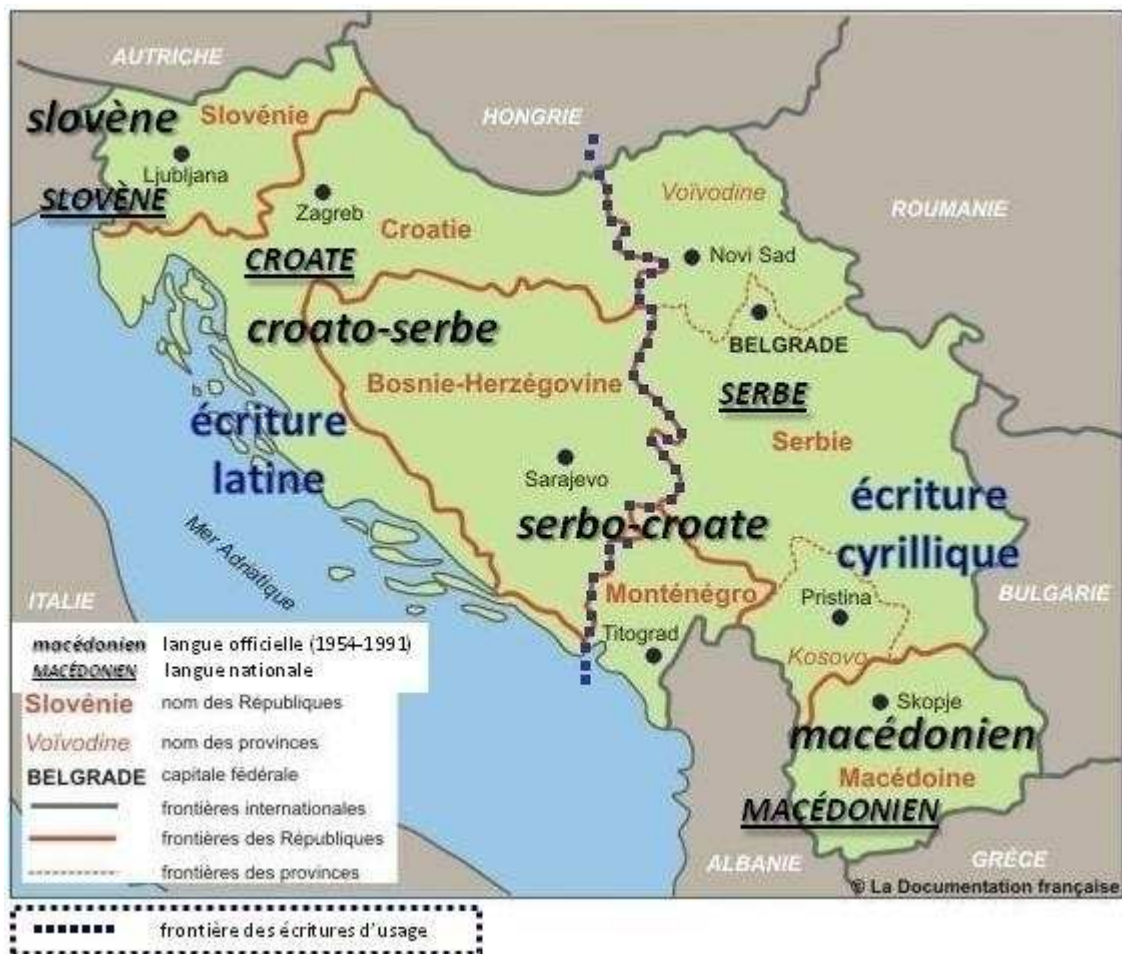 AUTRICHE
HONGRIE
ROUMANIE
slovène
Slovénie
Ljubljana
SLOVÈNE
Zagreb
Croatie
CROATE
Voïvodine
Novi Sad
BELGRADE
croato-serbe
Bosnie-Herzégovine
SERBE
Serbie
écriture
latine
Sarajevo
serbo-croate
écriture
cyrillique
Mer Adriatique
ITALIE
BULGARIE
Monténégro
Titograd
Pristina
Kosovo
Skopje
macédonien
Macédoine
MACÉDONIEN
ALBANIE
GRÈCE
© La Documentation française
macédonien langue officielle (1954-1991)
MACÉDONIEN langue nationale
Slovénie nom des Républiques
Voïvodine nom des provinces
BELGRADE capitale fédérale
frontières internationales
frontières des Républiques
frontières des provinces
frontière des écritures d'usage